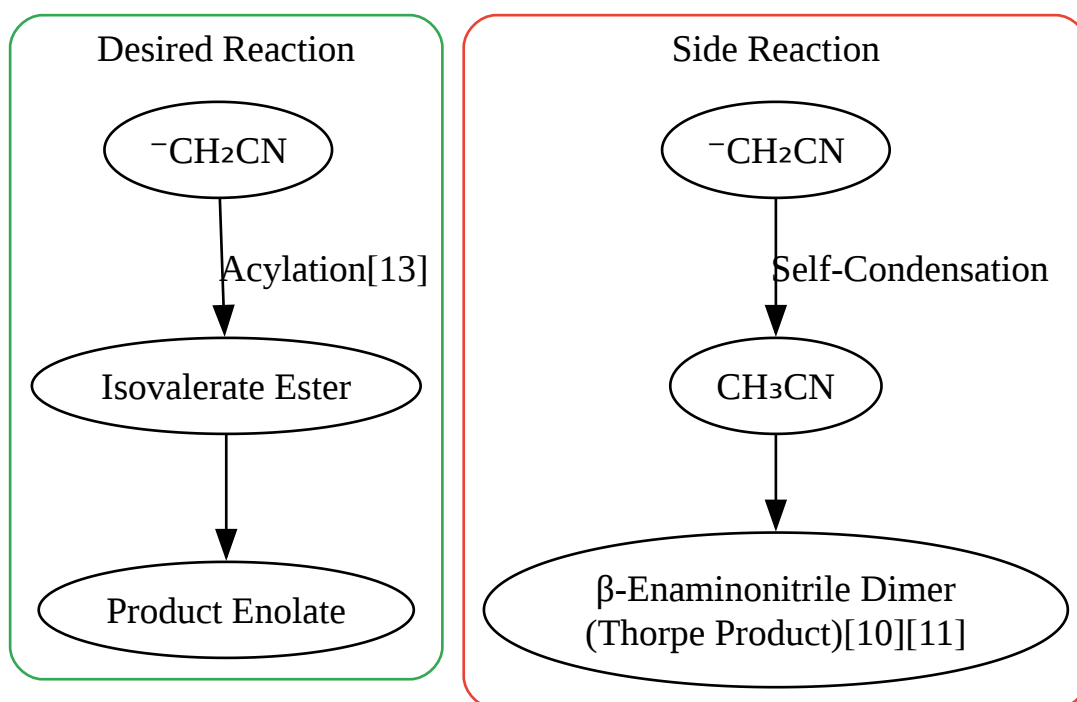 Desired Reaction
⁻CH₂CN
Acylation[13]
Isovalerate Ester
Product Enolate
Side Reaction
⁻CH₂CN
Self-Condensation
CH₃CN
β-Enaminonitrile Dimer
(Thorpe Product)[10][11]